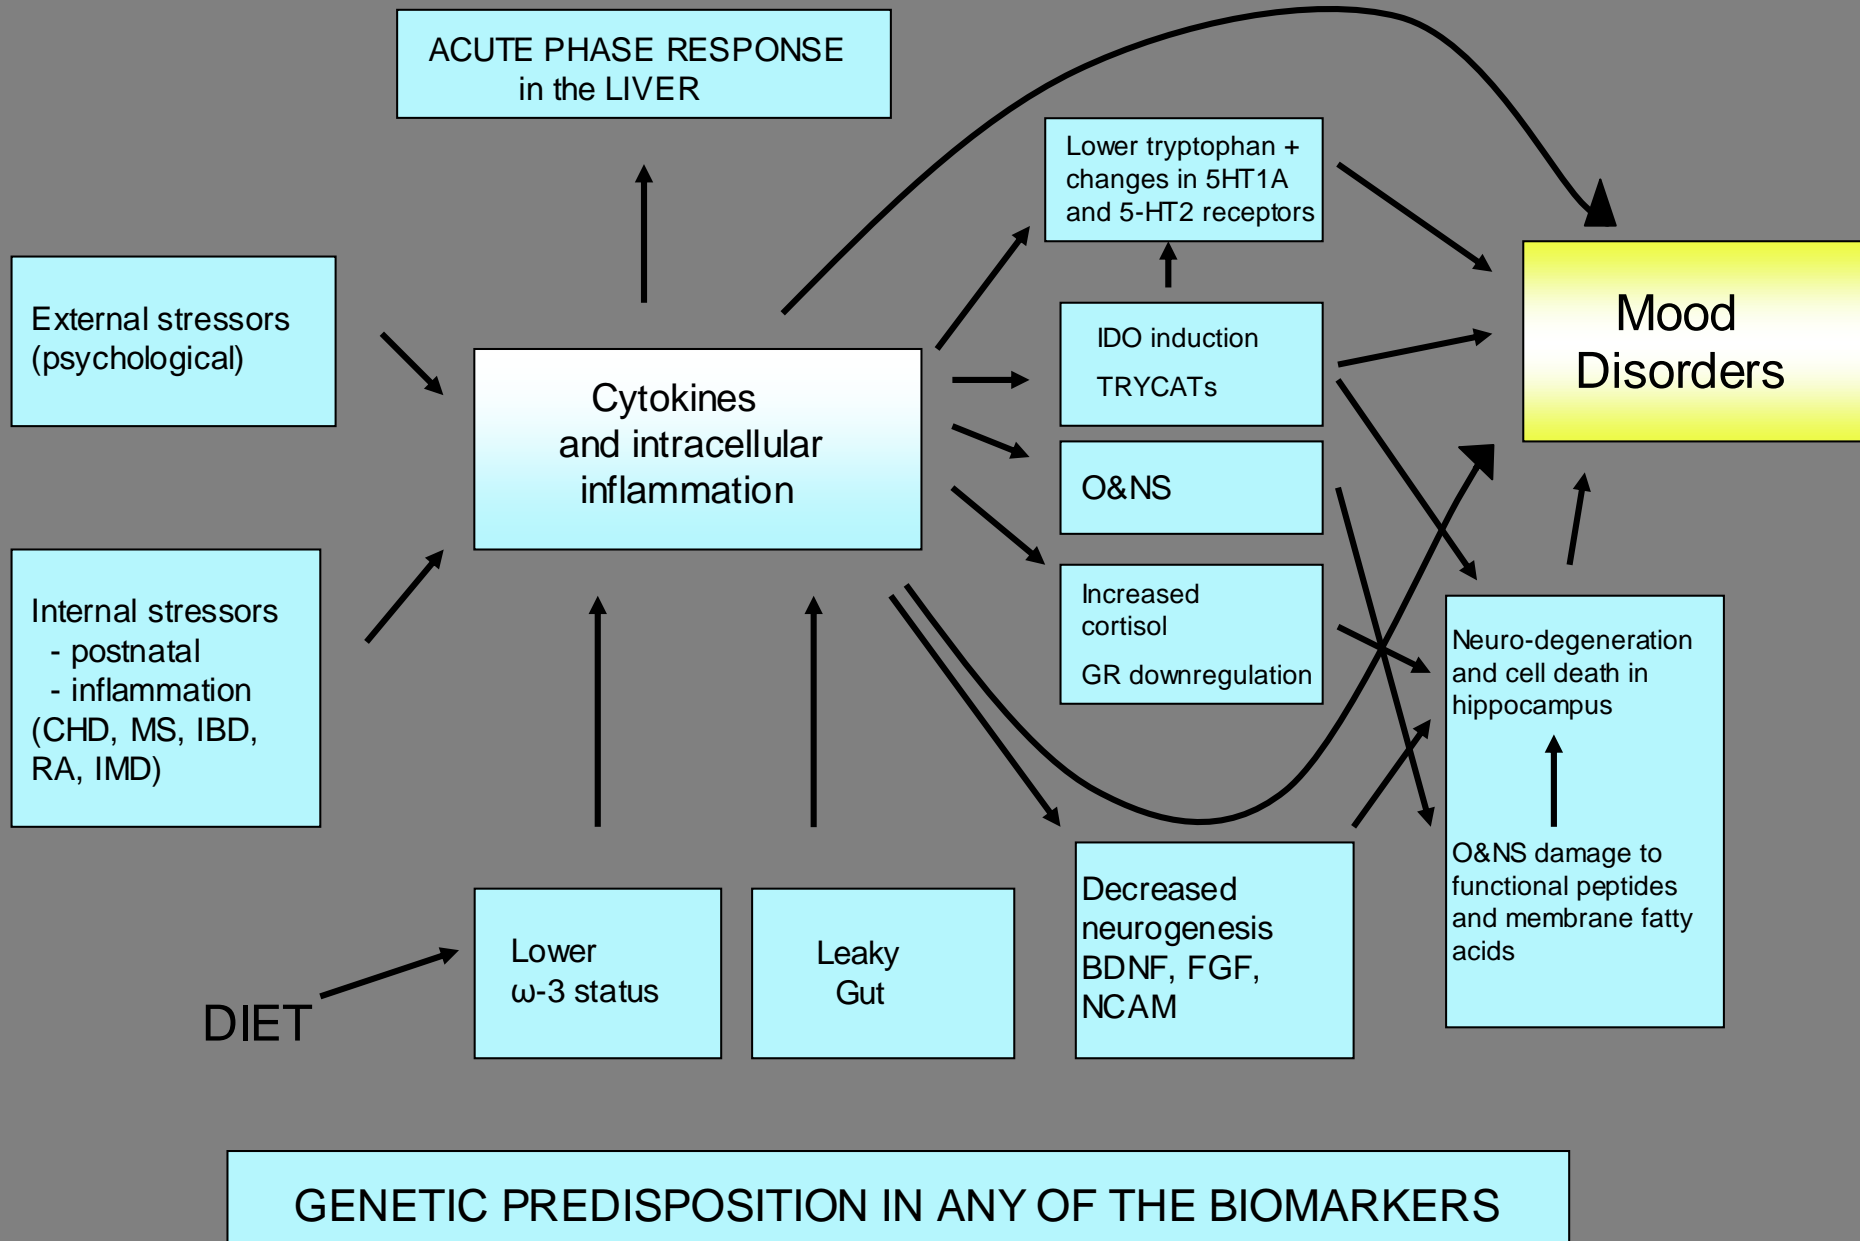 ACUTE PHASE RESPONSE
in the LIVER
Lower tryptophan +
changes in 5HT1A
and 5-HT2 receptors
External stressors
(psychological)
Mood
Disorders
IDO induction
TRYCATs
Cytokines
and intracellular
inflammation
O&NS
Internal stressors
- postnatal
- inflammation
(CHD, MS, IBD,
RA, IMD)
Increased
cortisol
GR downregulation
Neuro-degeneration
and cell death in
hippocampus
O&NS damage to
functional peptides
and membrane fatty
acids
Decreased
neurogenesis
BDNF, FGF,
NCAM
Lower
ω-3 status
Leaky
Gut
DIET
GENETIC PREDISPOSITION IN ANY OF THE BIOMARKERS